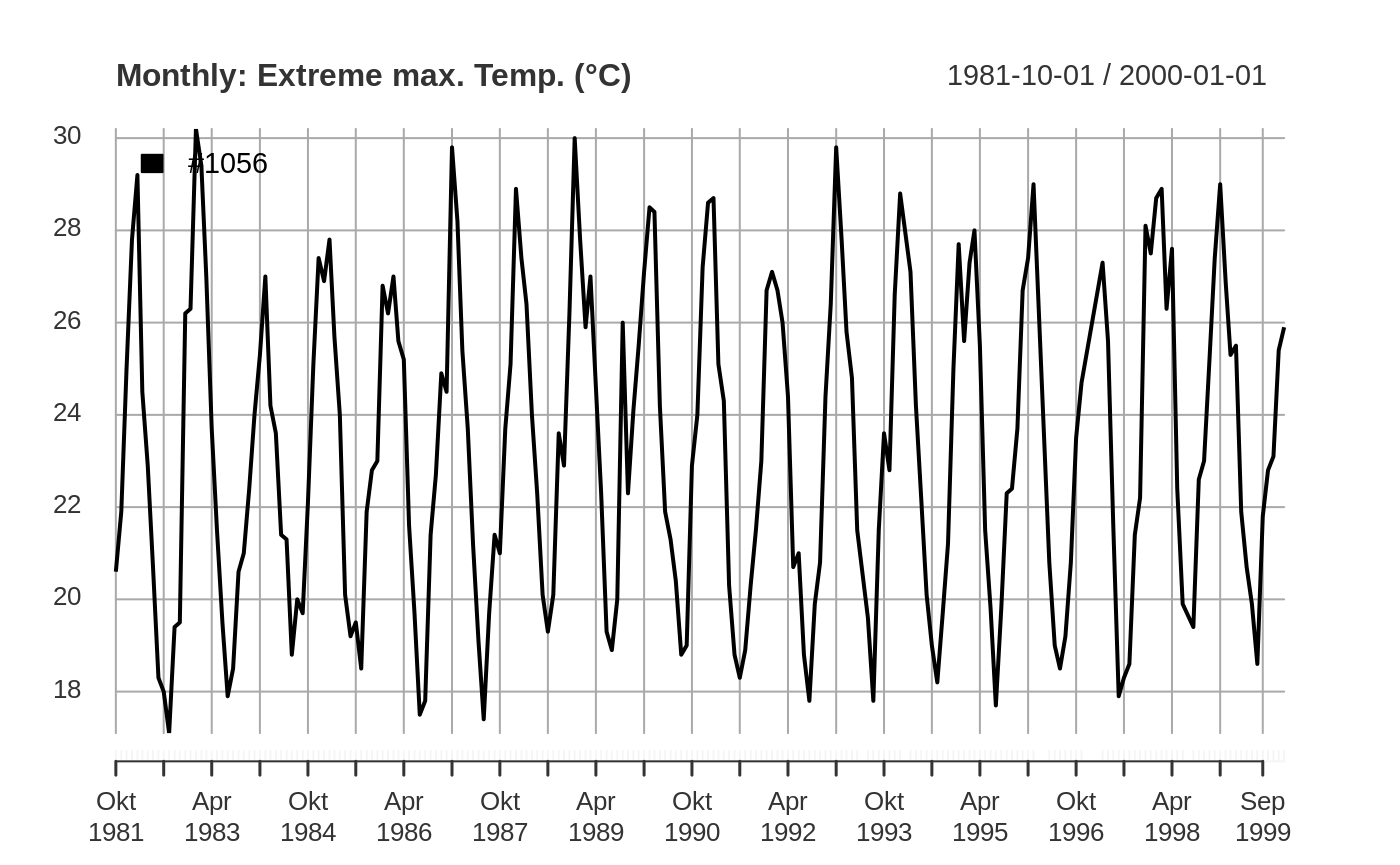 Monthly: Extreme max. Temp. (°C) 1981-10-01 / 2000-01-01
30
#1056
28
26
24
22
20
18
Okt Apr Okt Apr Okt Apr Okt Apr Okt Apr Okt Apr Sep
1981 1983 1984 1986 1987 1989 1990 1992 1993 1995 1996 1998 1999